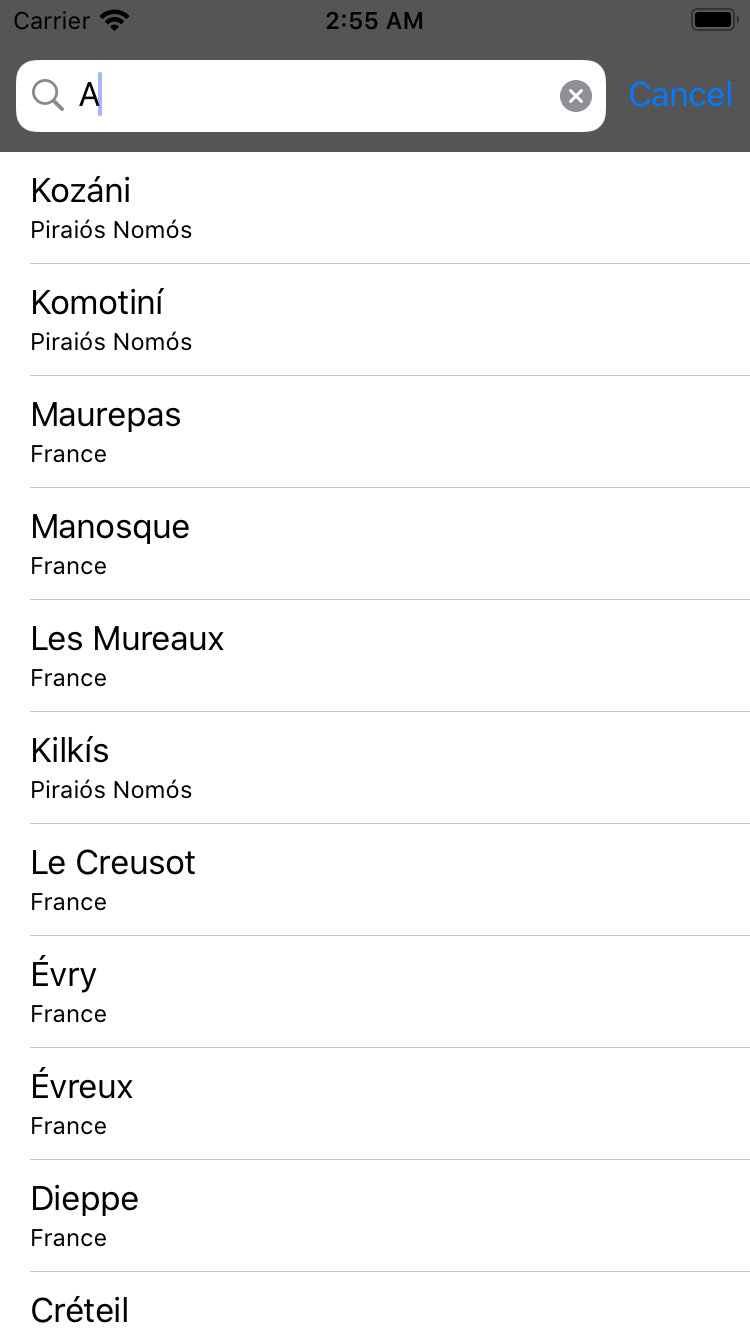 Carrier 2:55 AM
A Cancel
Kozáni
Piraiós Nomós
Komotiní
Piraiós Nomós
Maurepas
France
Manosque
France
Les Mureaux
France
Kilkís
Piraiós Nomós
Le Creusot
France
Évry
France
Évreux
France
Dieppe
France
Créteil